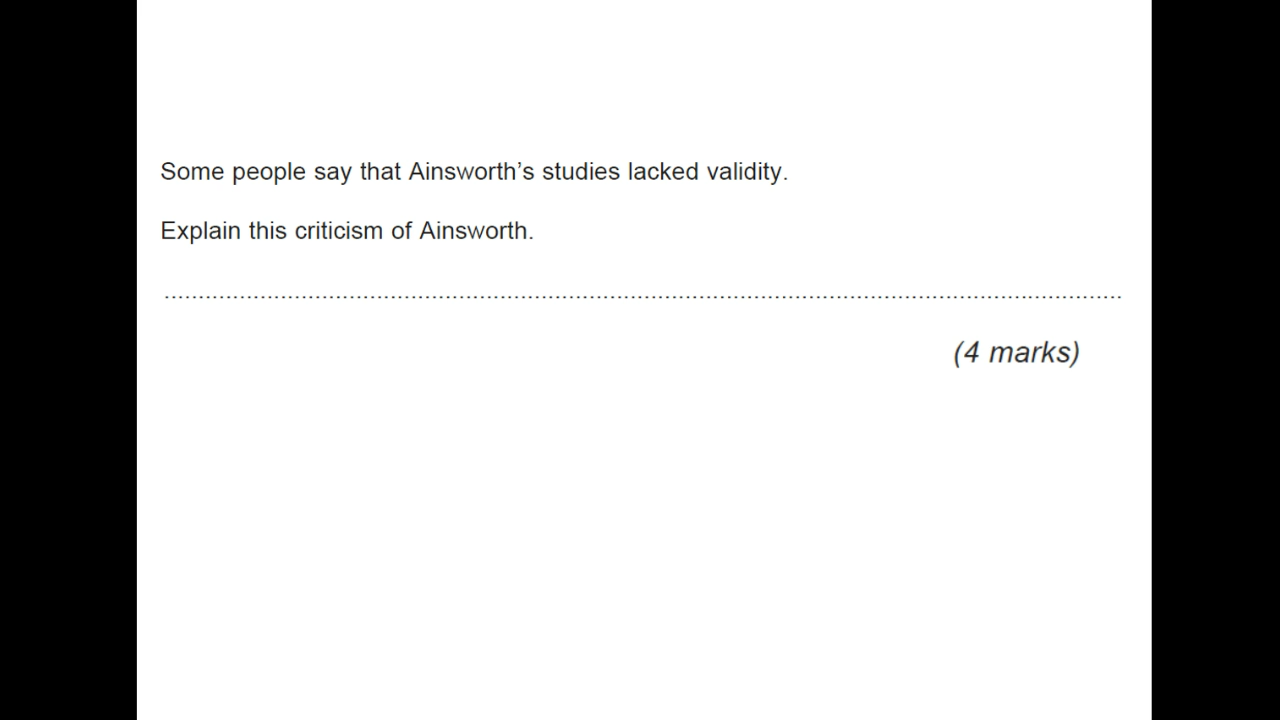 Some people say that Ainsworth’s studies lacked validity.
Explain this criticism of Ainsworth.
(4 marks)